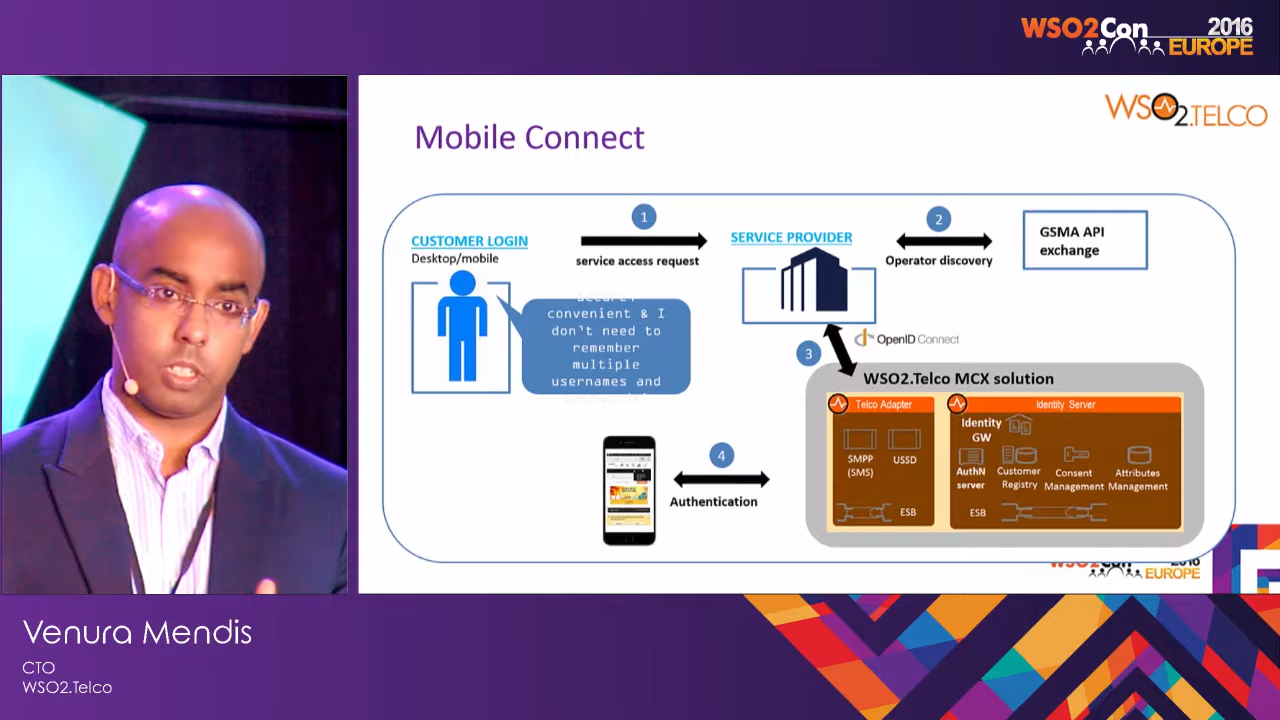 WSO2Con 2016
EUROPE
WSO2.TELCO
Mobile Connect
1
2
CUSTOMER LOGIN
Desktop/mobile
service access request
SERVICE PROVIDER
Operator discovery
GSMA API
exchange
convenient & I
don't need to
remember
multiple
usernames and
3
OpenID Connect
WSO2.Telco MCX solution
Telco Adapter
Identity Server
SMPP
(SMS)
USSD
ESB
Identity
GW
AuthN
server
Customer
Registry
Consent
Management
Attributes
Management
ESB
4
Authentication
EUROPE
Venura Mendis
CTO
WSO2.Telco